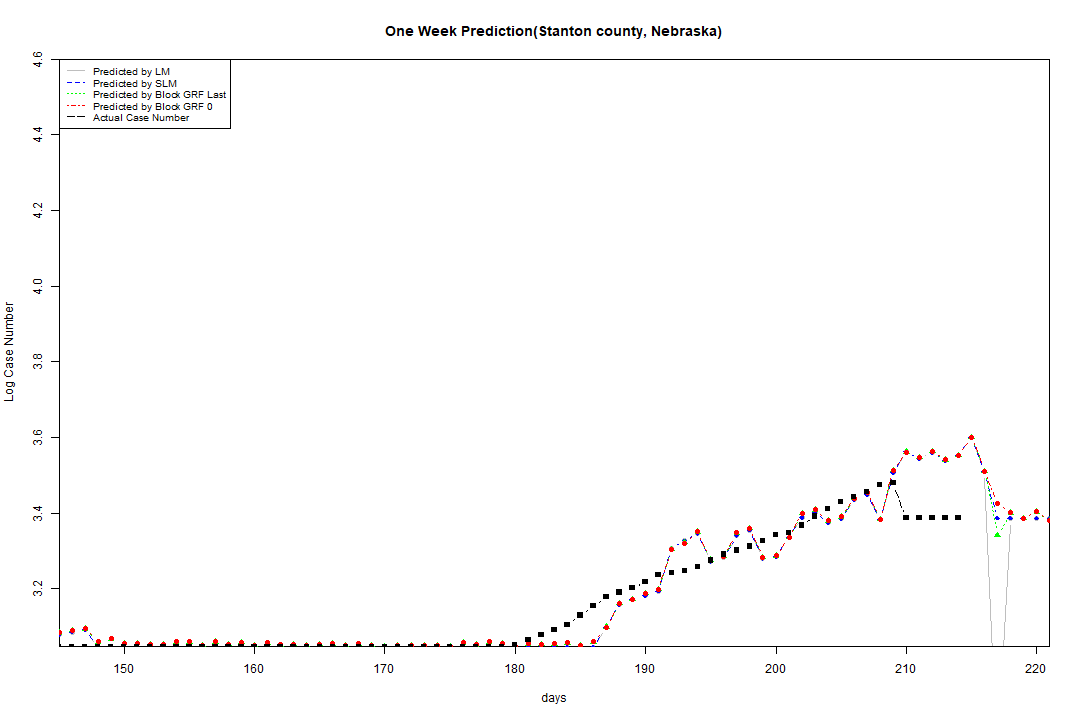 One Week Prediction(Stanton county, Nebraska)
Predicted by LM
Predicted by SLM
Predicted by Block GRF Last
Predicted by Block GRF 0
Actual Case Number
4.6
4.4
4.2
4.0
3.8
3.6
3.4
3.2
Log Case Number
150 160 170 180 190 200 210 220
days